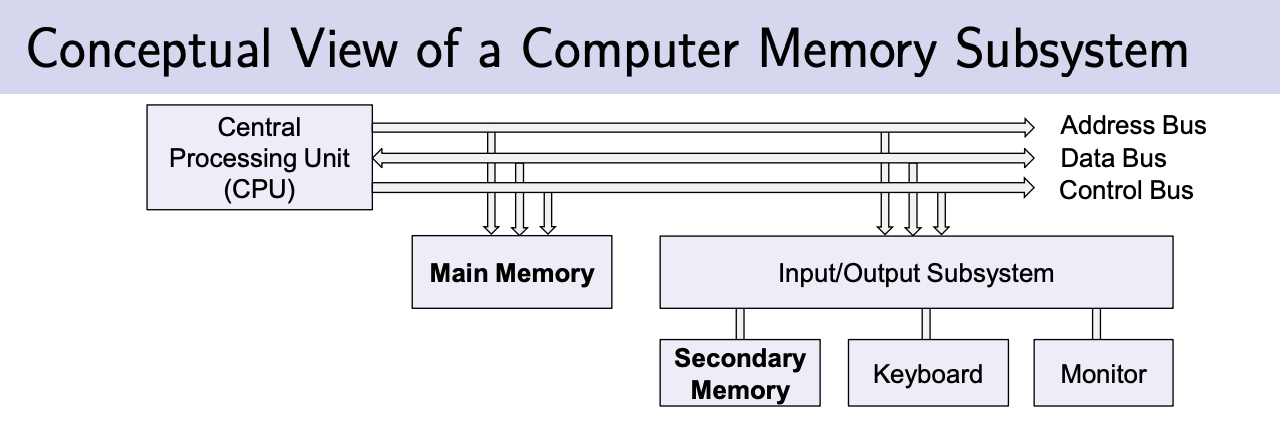 Conceptual View of a Computer Memory Subsystem
Central
Processing Unit
(CPU)
Address Bus
Data Bus
Control Bus
Main Memory
Input/Output Subsystem
Secondary
Memory
Keyboard
Monitor